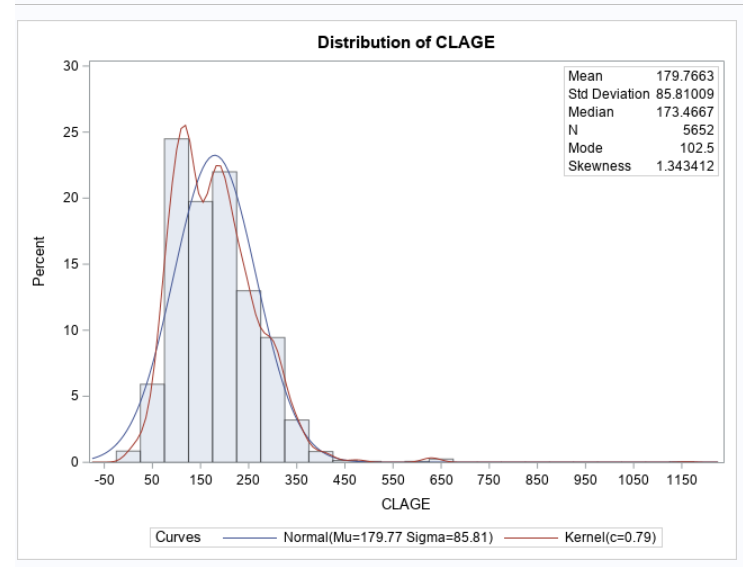 Distribution of CLAGE
Mean 179.7663
Std Deviation 85.81009
Median 173.4667
N 5652
Mode 102.5
Skewness 1.343412
30
25
20
15
10
5
0
Percent
-50 50 150 250 350 450 550 650 750 850 950 1050 1150
CLAGE
Curves Normal(Mu=179.77 Sigma=85.81) Kernel(c=0.79)